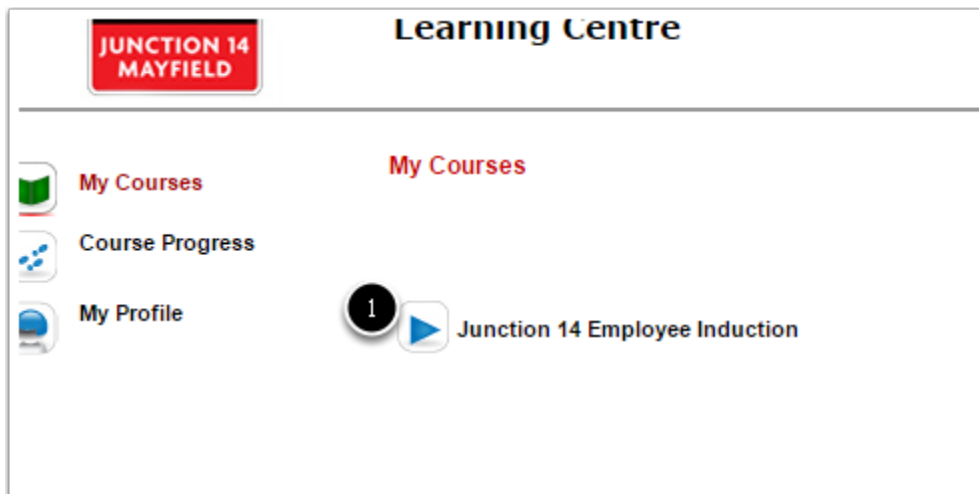 JUNCTION 14
MAYFIELD
Learning Centre
My Courses
Course Progress
My Profile
My Courses
1
Junction 14 Employee Induction